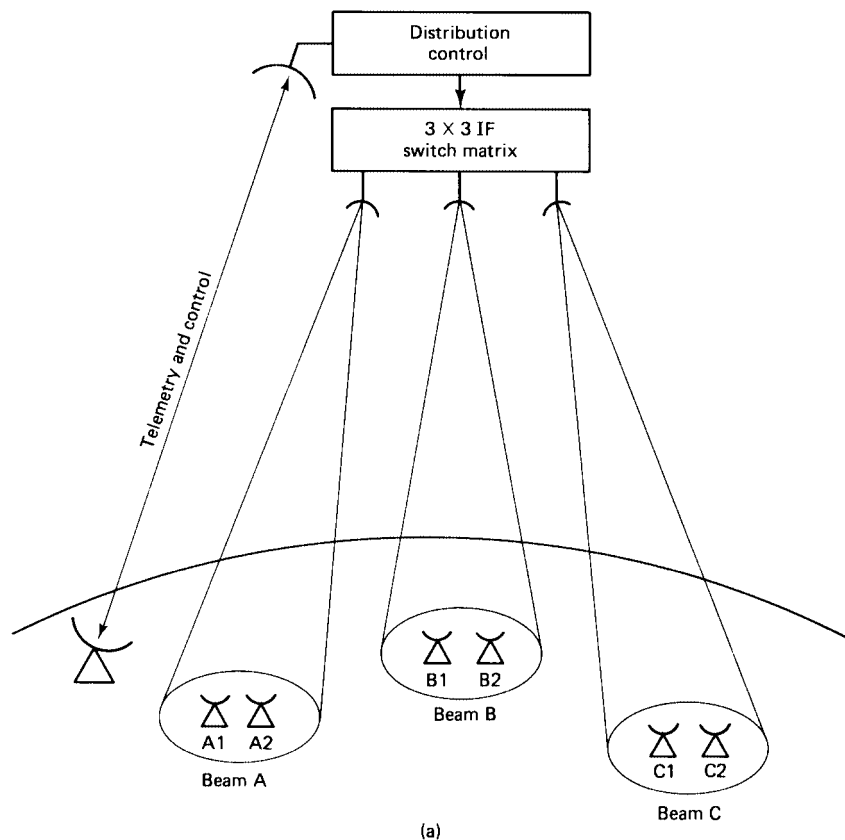 Distribution
control
3 X 3 IF
switch matrix
Telemetry and control
B1 B2
Beam B
A1 A2
Beam A
C1 C2
Beam C
(a)